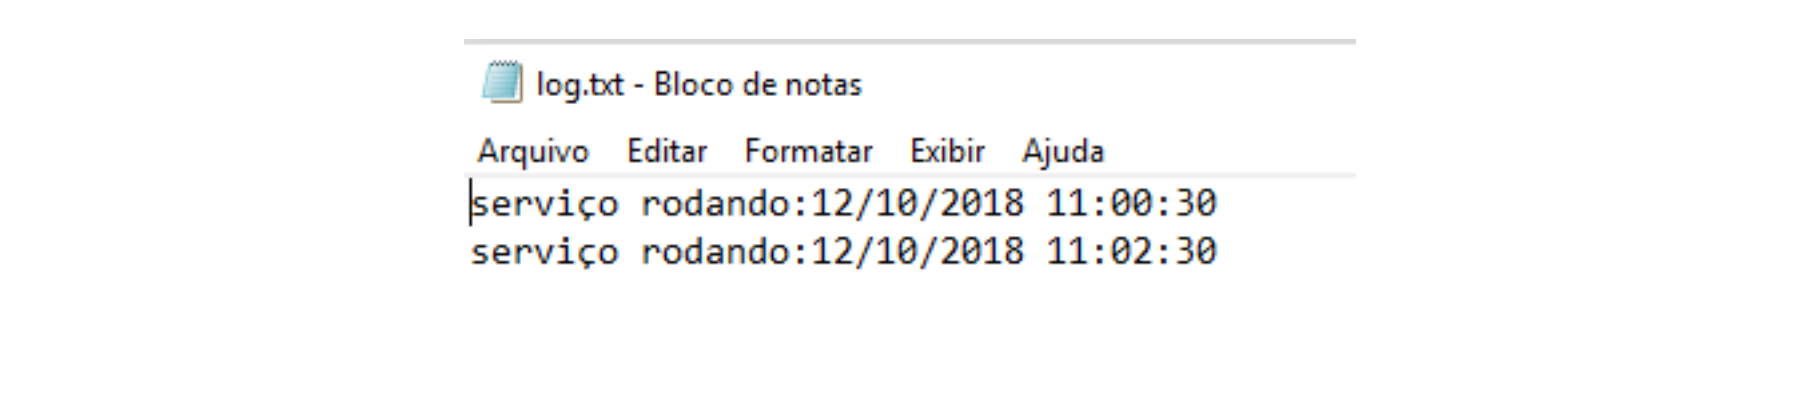 log.txt - Bloco de notas
Arquivo Editar Formatar Exibir Ajuda
serviço rodando:12/10/2018 11:00:30
serviço rodando:12/10/2018 11:02:30